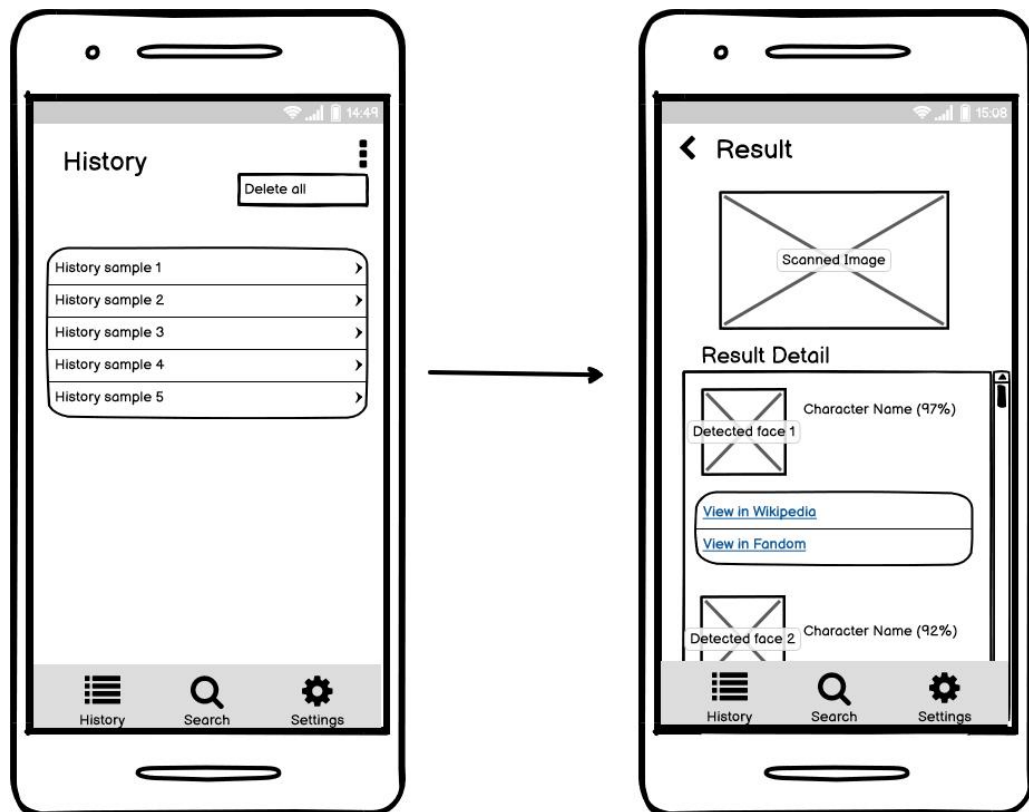 14:49
History
Delete all
History sample 1
History sample 2
History sample 3
History sample 4
History sample 5
History Search Settings
15:08
Result
Scanned Image
Result Detail
Detected face 1
Character Name (97%)
View in Wikipedia
View in Fandom
Detected face 2
Character Name (92%)
History Search Settings